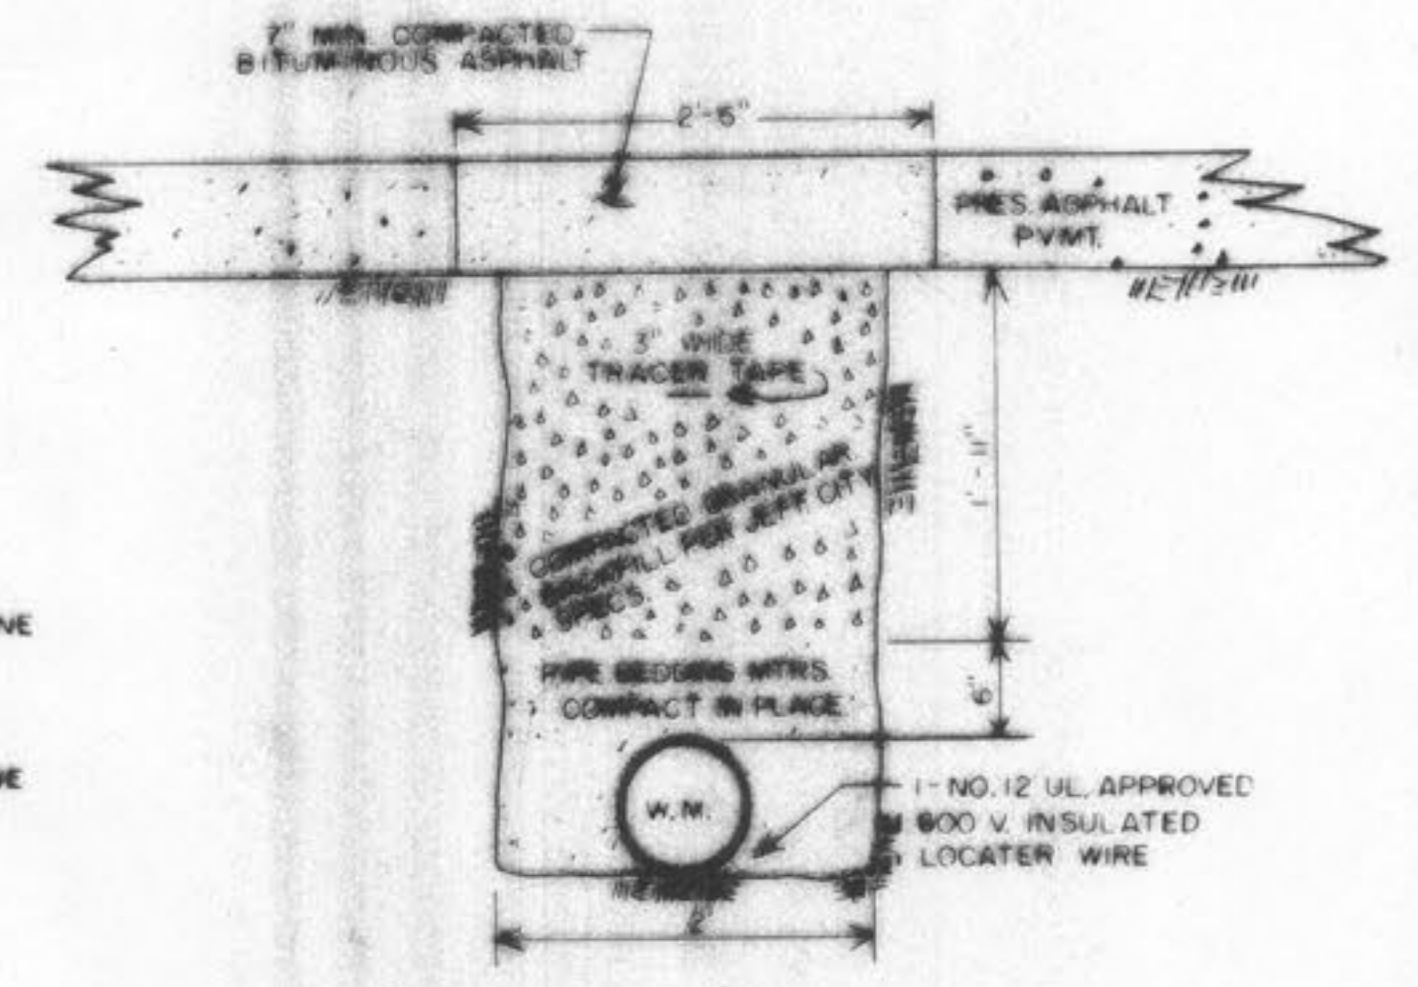 7" MIN. COMPACTED
BITUMINOUS ASPHALT
2'-5"
PRES. ASPHALT
PVMT.
3" WIDE
TRACER TAPE
1'-11"
COMPACTED GRANULAR
BACKFILL PER JEFF CITY
SPECS.
NE
PIPE BEDDING MTRS.
COMPACT IN PLACE
6"
E
W.M.
1-NO. 12 UL, APPROVED
600 V. INSULATED
LOCATER WIRE
2'